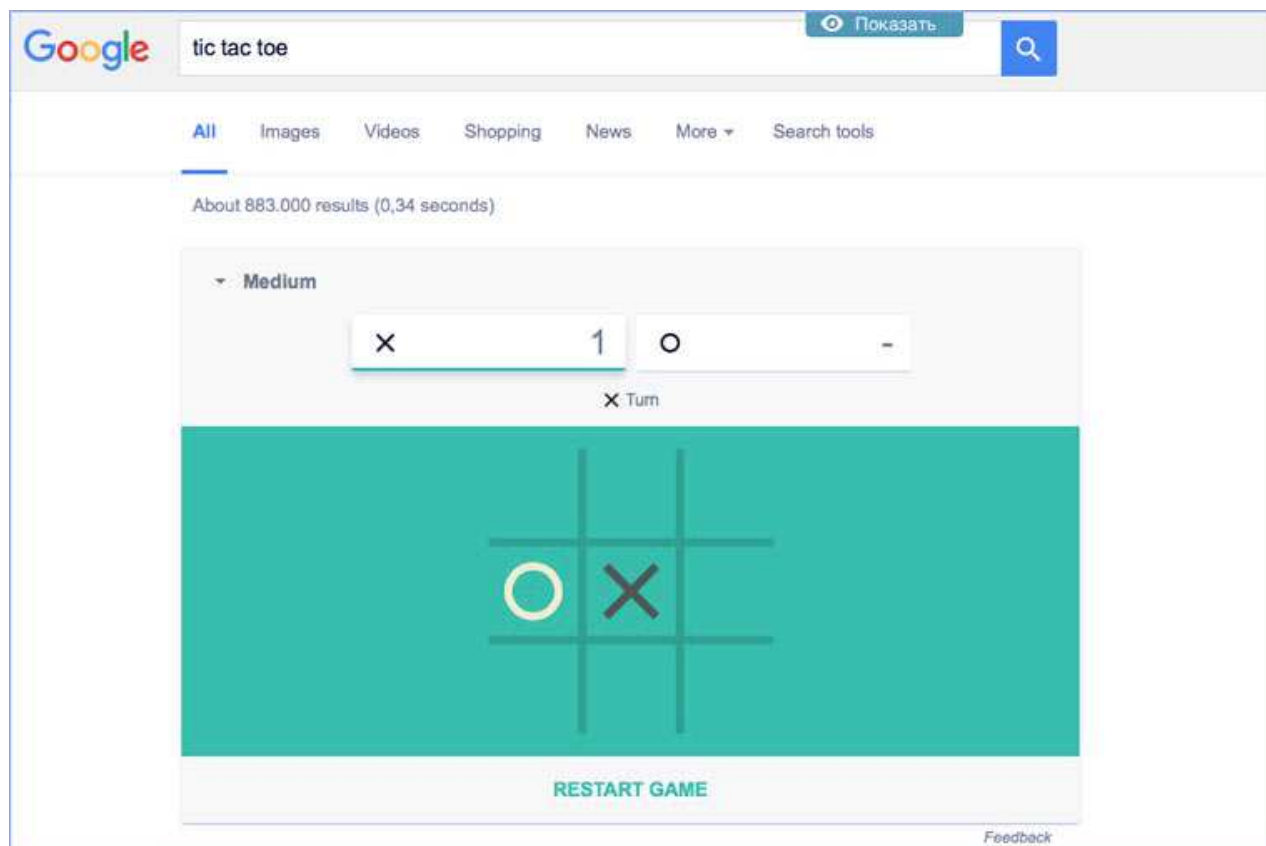 Показать
Google tic tac toe
All Images Videos Shopping News More Search tools
About 883.000 results (0,34 seconds)
Medium
1 -
Turn
RESTART GAME
Feedback